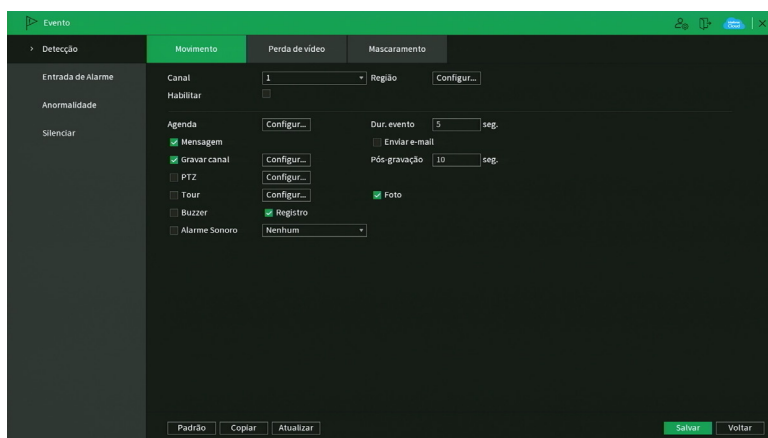 Evento
Detecção
Movimento Perda de vídeo Mascaramento
Entrada de Alarme
Anormalidade
Silenciar
Canal 1 Região Configur...
Habilitar
Agenda Configur... Dur. evento 5 seg.
Mensagem Enviar e-mail
Gravar canal Configur... Pós-gravação 10 seg.
PTZ Configur...
Tour Configur... Foto
Buzzer Registro
Alarme Sonoro Nenhum
Padrão Copiar Atualizar Salvar Voltar